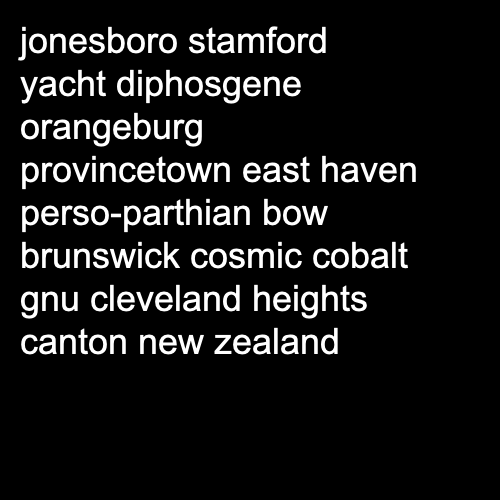 jonesboro stamford
yacht diphosgene
orangeburg
provincetown east haven
perso-parthian bow
brunswick cosmic cobalt
gnu cleveland heights
canton new zealand